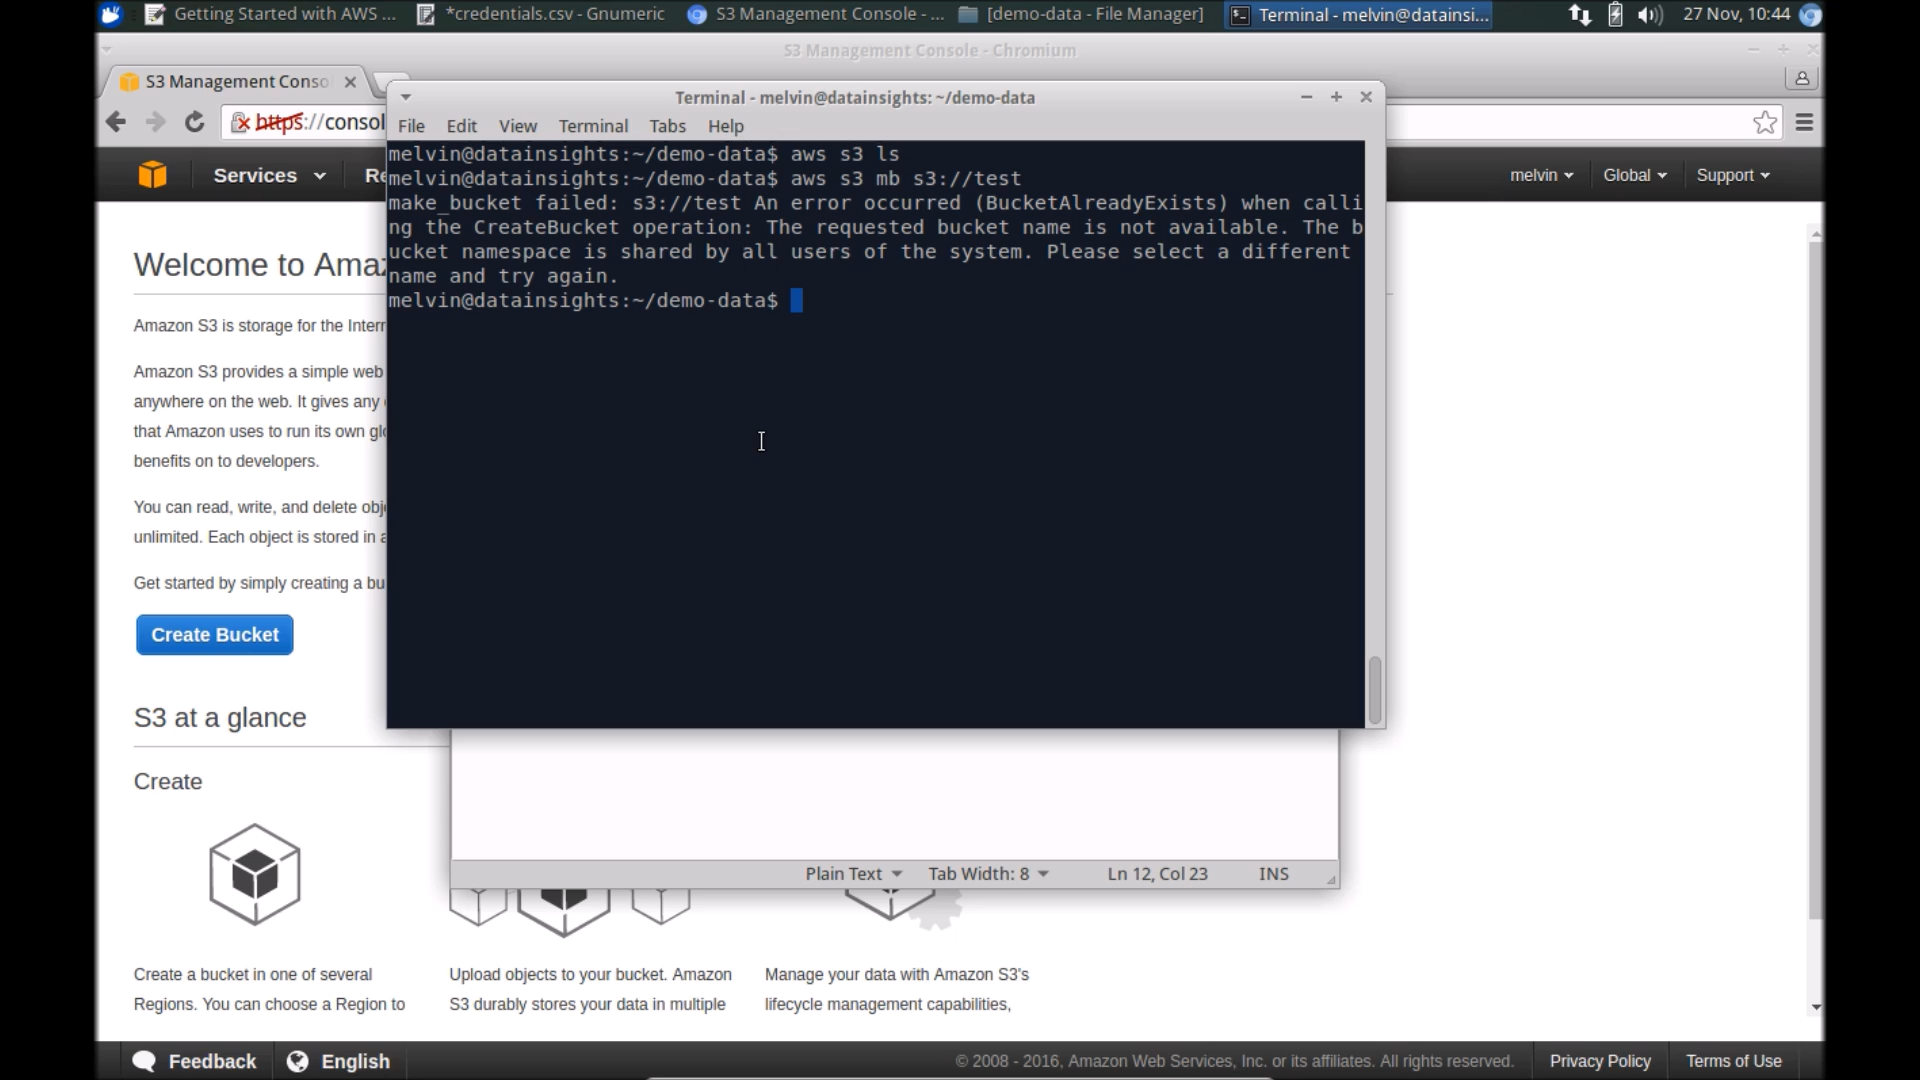 Getting Started with AWS ...
*credentials.csv - Gnumeric
S3 Management Console - ...
[demo-data - File Manager]
Terminal - melvin@datainsi...
27 Nov, 10:44
S3 Management Console - Chromium
S3 Management Conso
https://consol
Terminal - melvin@datainsights: ~/demo-data
File Edit View Terminal Tabs Help
melvin@datainsights:~/demo-data$ aws s3 ls
melvin@datainsights:~/demo-data$ aws s3 mb s3://test
make_bucket failed: s3://test An error occurred (BucketAlreadyExists) when calli
ng the CreateBucket operation: The requested bucket name is not available. The b
ucket namespace is shared by all users of the system. Please select a different
name and try again.
melvin@datainsights:~/demo-data$
Services
Re
melvin
Global
Support
Welcome to Amaz
Amazon S3 is storage for the Intern
Amazon S3 provides a simple web
anywhere on the web. It gives any
that Amazon uses to run its own glo
benefits on to developers.
You can read, write, and delete obje
unlimited. Each object is stored in a
Get started by simply creating a bu
Create Bucket
S3 at a glance
Create
Plain Text
Tab Width: 8
Ln 12, Col 23
INS
Create a bucket in one of several
Regions. You can choose a Region to
Upload objects to your bucket. Amazon
S3 durably stores your data in multiple
Manage your data with Amazon S3's
lifecycle management capabilities,
Feedback
English
© 2008 - 2016, Amazon Web Services, Inc. or its affiliates. All rights reserved.
Privacy Policy
Terms of Use